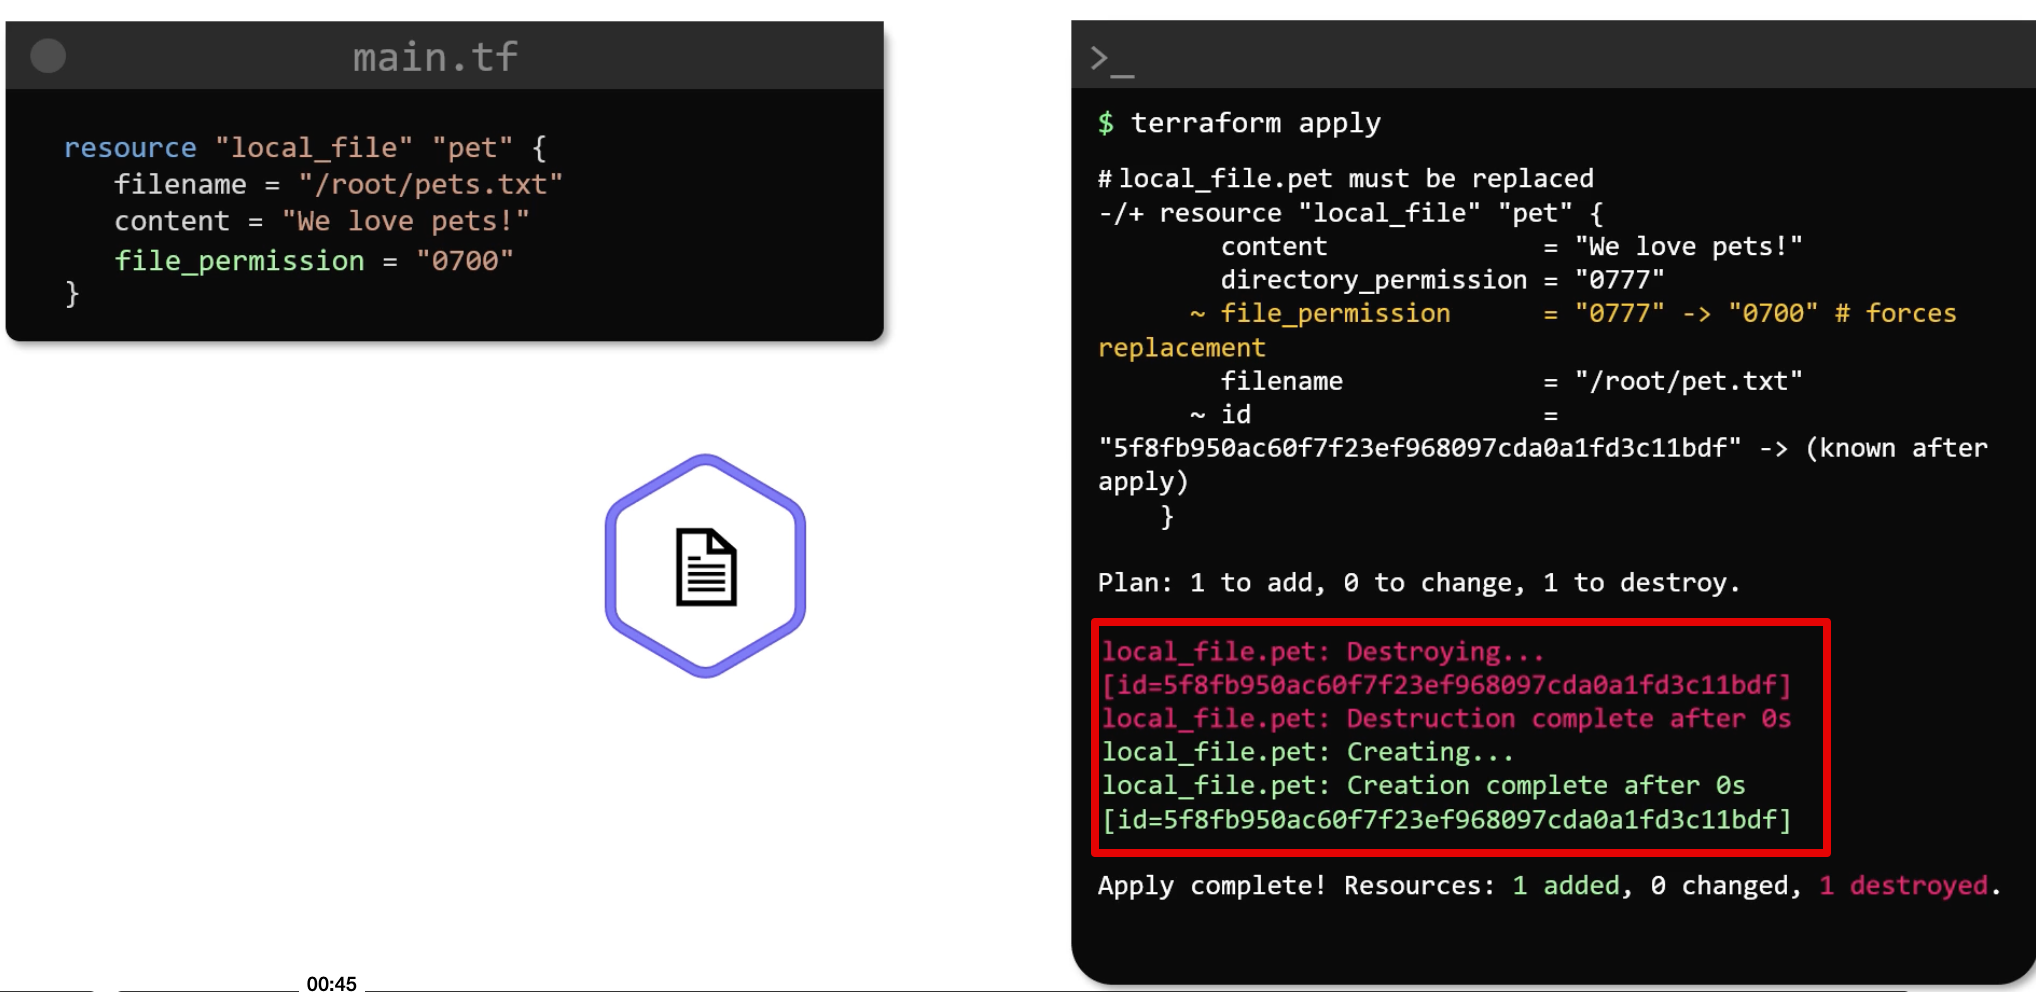 main.tf
resource "local_file" "pet" {
filename = "/root/pets.txt"
content = "We love pets!"
file_permission = "0700"
}
>_
$ terraform apply
# local_file.pet must be replaced
-/+ resource "local_file" "pet" {
content = "We love pets!"
directory_permission = "0777"
~ file_permission = "0777" -> "0700" # forces
replacement
filename = "/root/pet.txt"
~ id =
"5f8fb950ac60f7f23ef968097cda0a1fd3c11bdf" -> (known after
apply)
}
Plan: 1 to add, 0 to change, 1 to destroy.
local_file.pet: Destroying...
[id=5f8fb950ac60f7f23ef968097cda0a1fd3c11bdf]
local_file.pet: Destruction complete after 0s
local_file.pet: Creating...
local_file.pet: Creation complete after 0s
[id=5f8fb950ac60f7f23ef968097cda0a1fd3c11bdf]
Apply complete! Resources: 1 added, 0 changed, 1 destroyed.
00:45